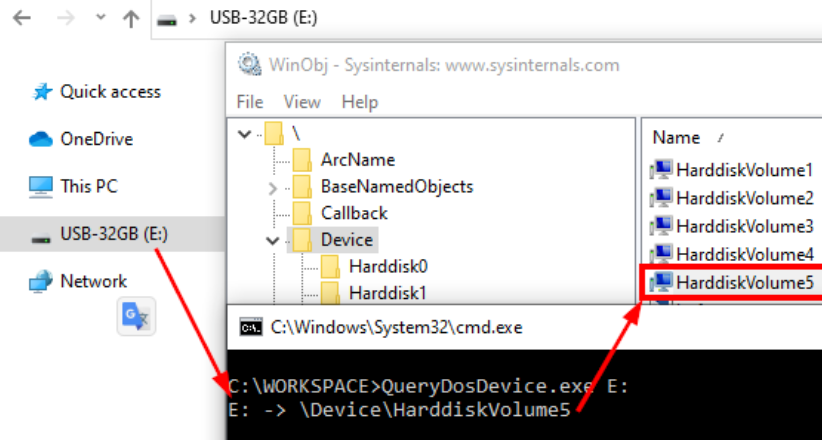 USB-32GB (E:)
Quick access
OneDrive
This PC
USB-32GB (E:)
Network
WinObj - Sysinternals: www.sysinternals.com
File View Help
\
ArcName
BaseNamedObjects
Callback
Device
Harddisk0
Harddisk1
Name
HarddiskVolume1
HarddiskVolume2
HarddiskVolume3
HarddiskVolume4
HarddiskVolume5
C:\Windows\System32\cmd.exe
C:\WORKSPACE>QueryDosDevice.exe E:
E: -> \Device\HarddiskVolume5